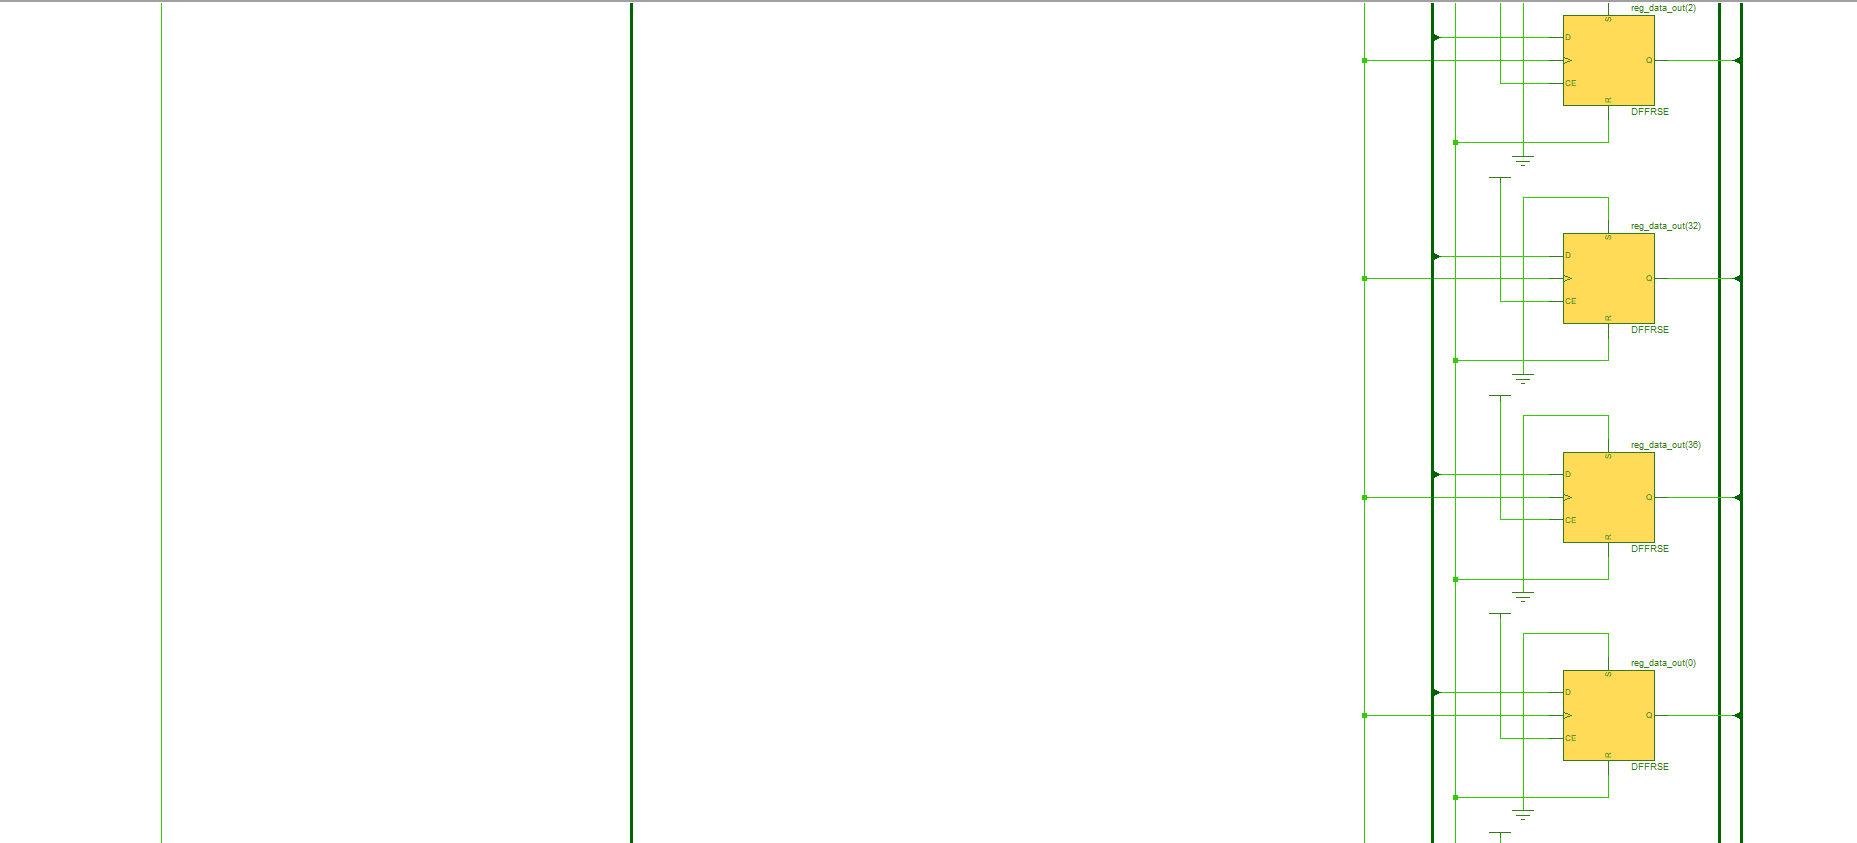 reg_data_out(2)
S
D
Q
CE
R
DFFRSE
reg_data_out(32)
S
D
Q
CE
R
DFFRSE
reg_data_out(36)
S
D
Q
CE
R
DFFRSE
reg_data_out(0)
S
D
Q
CE
R
DFFRSE